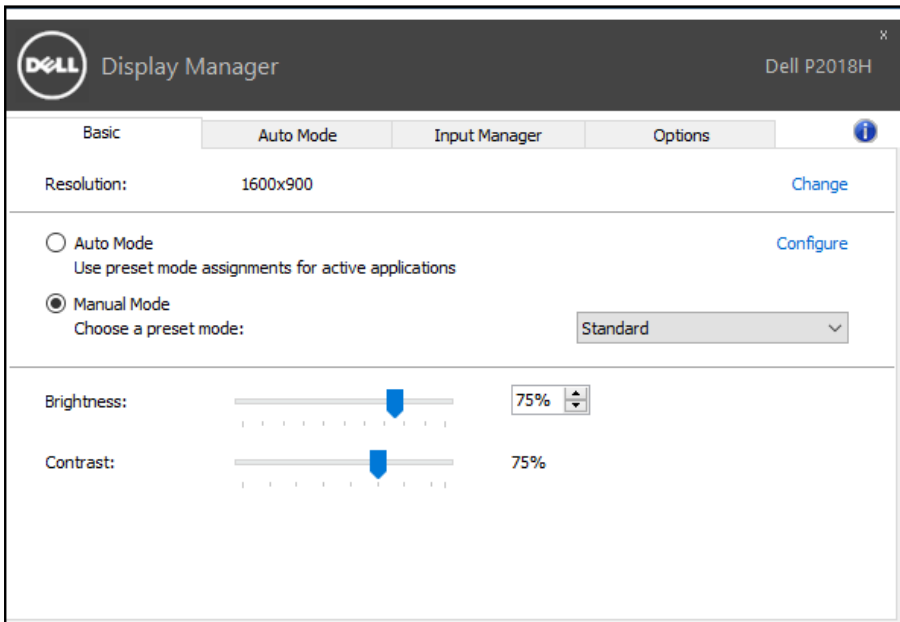 x
DELL Display Manager Dell P2018H
Basic Auto Mode Input Manager Options i
Resolution: 1600x900 Change
Auto Mode Configure
Use preset mode assignments for active applications
Manual Mode
Choose a preset mode: Standard
Brightness: 75%
Contrast: 75%